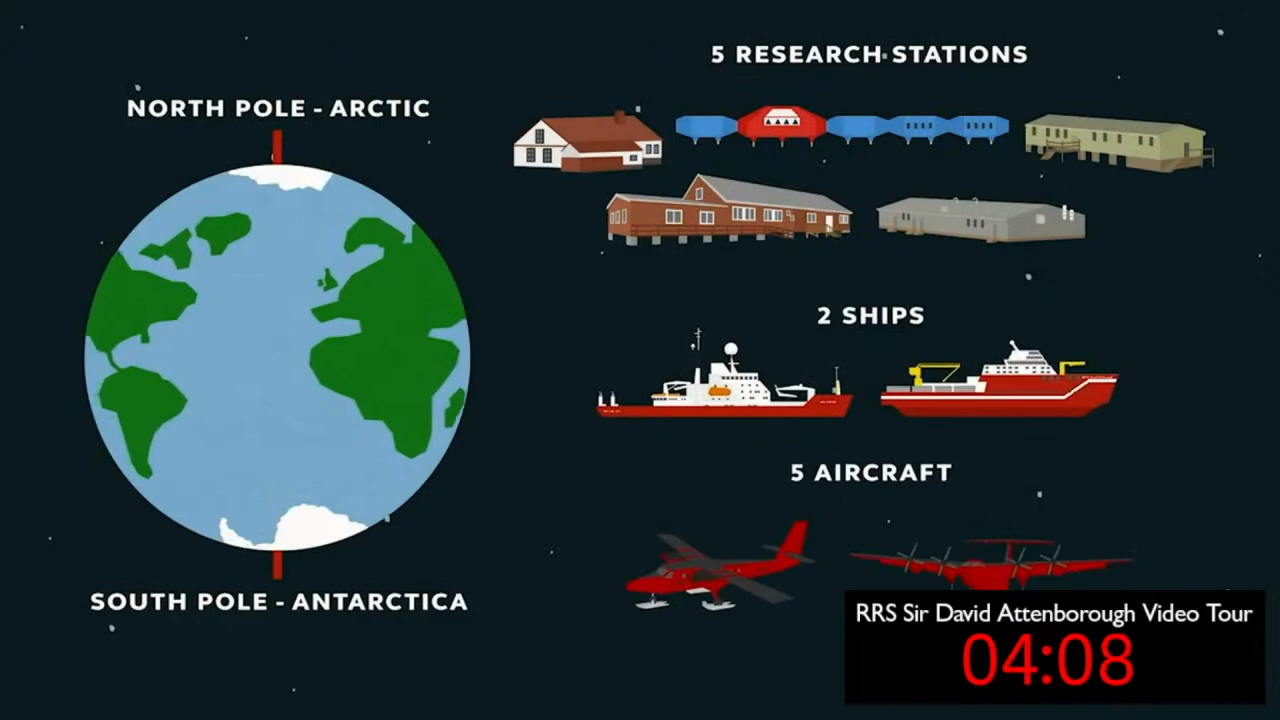 5 RESEARCH STATIONS
NORTH POLE - ARCTIC
2 SHIPS
5 AIRCRAFT
SOUTH POLE - ANTARCTICA
RRS Sir David Attenborough Video Tour
04:08